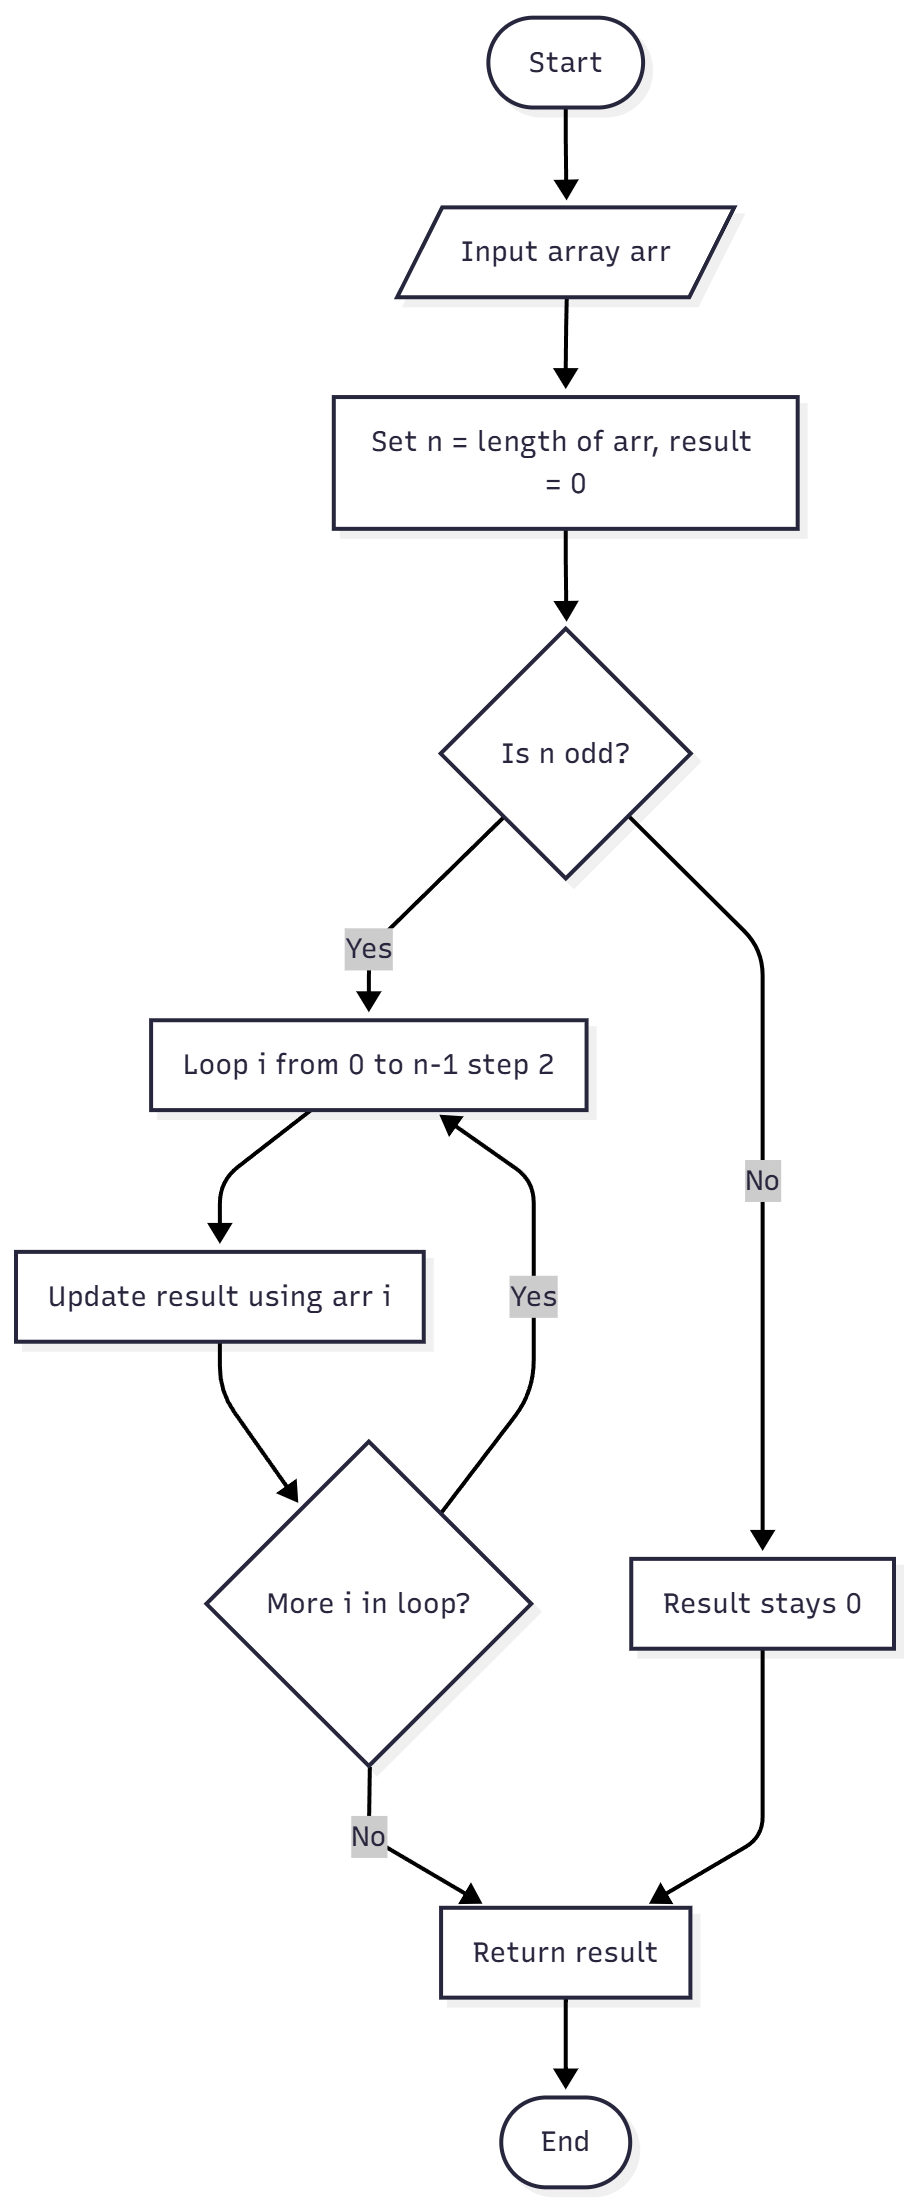 Start
Input array arr
Set n = length of arr, result
= 0
Is n odd?
Yes
Loop i from 0 to n-1 step 2
No
Update result using arr i
Yes
More i in loop?
Result stays 0
No
Return result
End